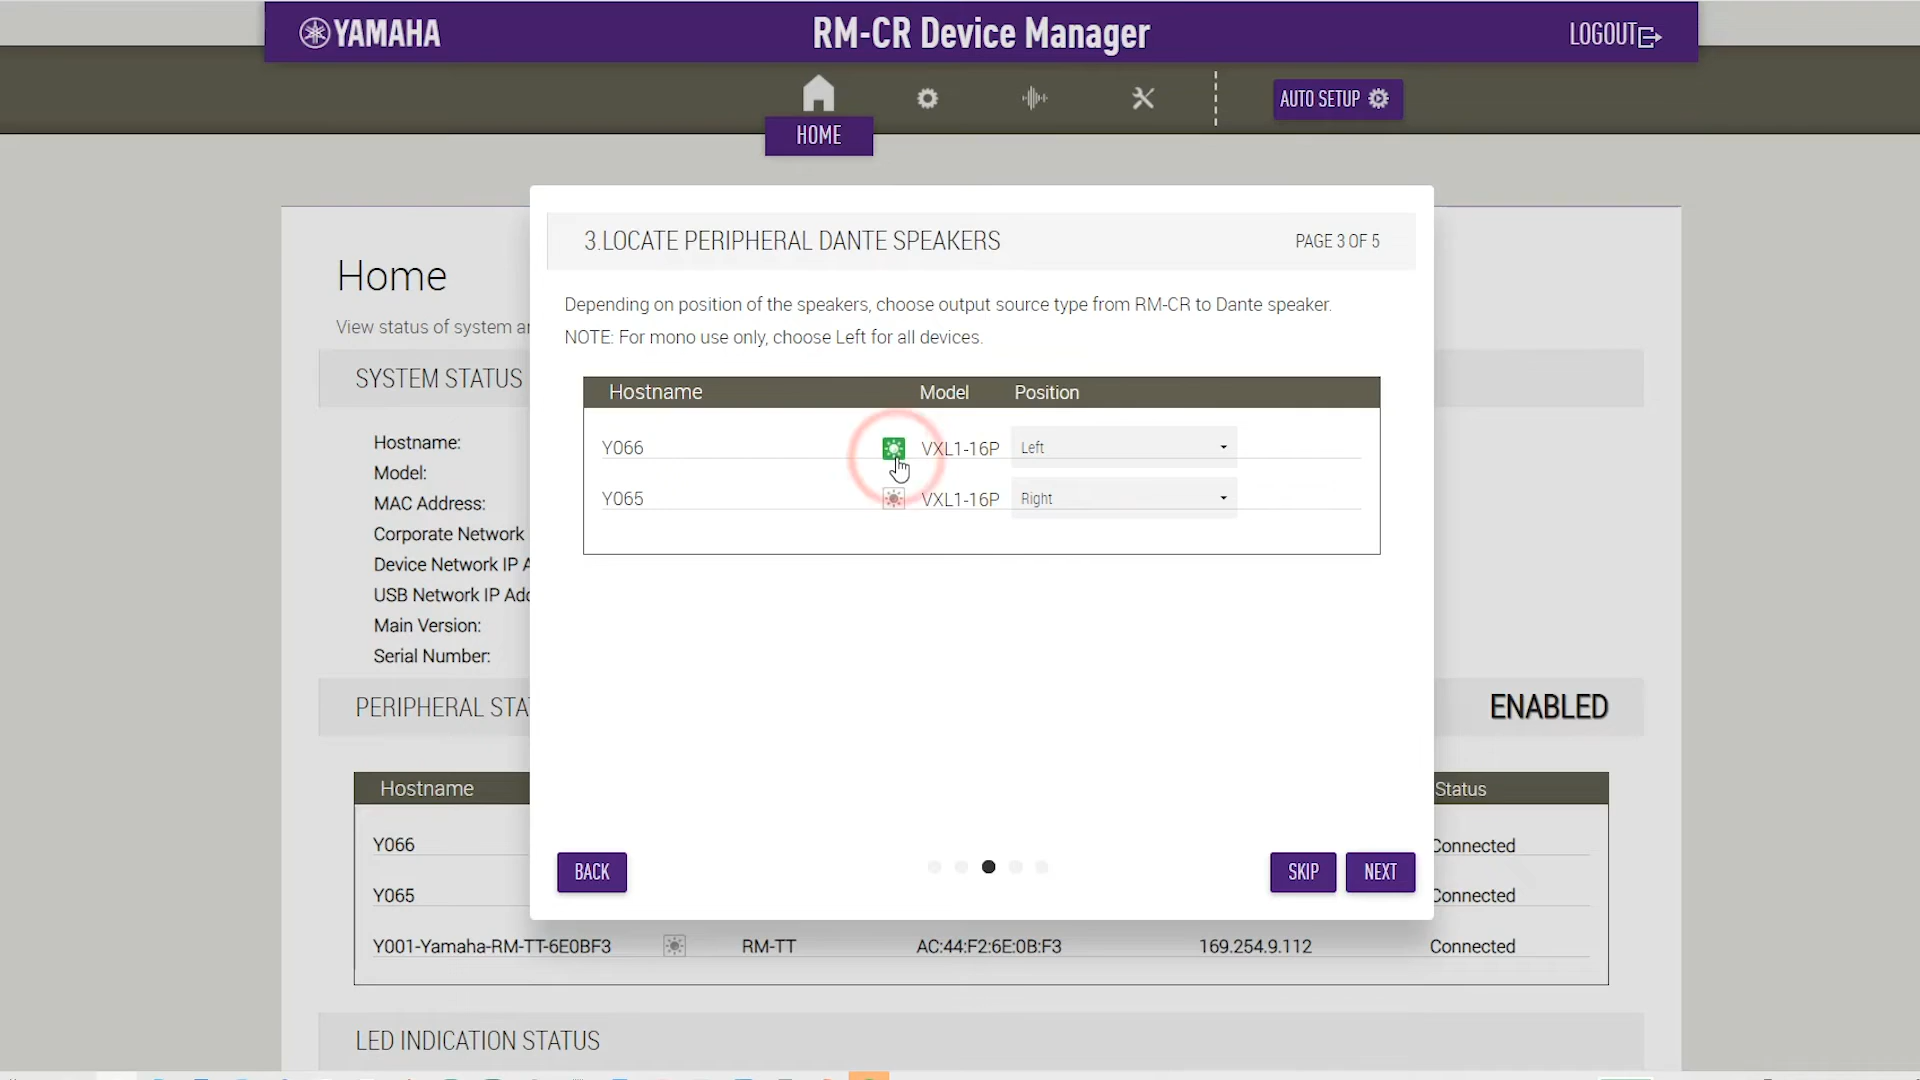 YAMAHA
RM-CR Device Manager
LOGOUT
AUTO SETUP
HOME
3.LOCATE PERIPHERAL DANTE SPEAKERS
PAGE 3 OF 5
Depending on position of the speakers, choose output source type from RM-CR to Dante speaker.
NOTE: For mono use only, choose Left for all devices.
Hostname Model Position
Y066 VXL1-16P Left
Y065 VXL1-16P Right
BACK
SKIP
NEXT
Home
View status of system
SYSTEM STATUS
Hostname:
Model:
MAC Address:
Corporate Network
Device Network IP
USB Network IP
Main Version:
Serial Number:
PERIPHERAL
ENABLED
Hostname Status
Y066 Connected
Y065 Connected
Y001-Yamaha-RM-TT-6E0BF3 RM-TT AC:44:F2:6E:0B:F3 169.254.9.112 Connected
LED INDICATION STATUS